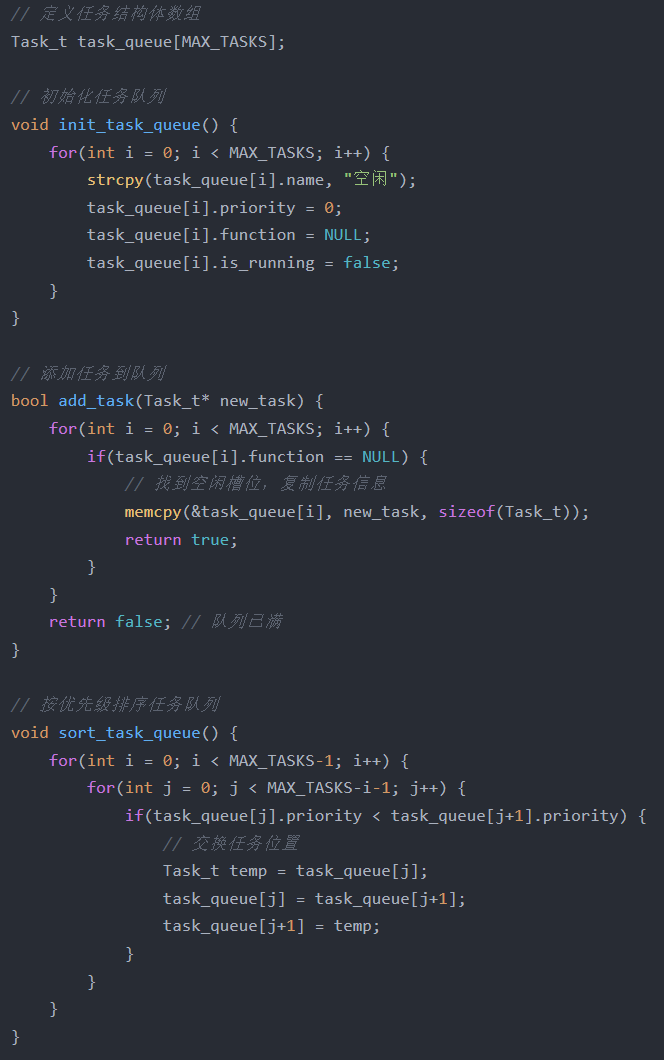 // 定义任务结构体数组
Task_t task_queue[MAX_TASKS];
// 初始化任务队列
void init_task_queue() {
    for(int i = 0; i < MAX_TASKS; i++) {
        strcpy(task_queue[i].name, "空闲");
        task_queue[i].priority = 0;
        task_queue[i].function = NULL;
        task_queue[i].is_running = false;
    }
}
// 添加任务到队列
bool add_task(Task_t* new_task) {
    for(int i = 0; i < MAX_TASKS; i++) {
        if(task_queue[i].function == NULL) {
            // 找到空闲槽位，复制任务信息
            memcpy(&task_queue[i], new_task, sizeof(Task_t));
            return true;
        }
    }
    return false; // 队列已满
}
// 按优先级排序任务队列
void sort_task_queue() {
    for(int i = 0; i < MAX_TASKS-1; i++) {
        for(int j = 0; j < MAX_TASKS-i-1; j++) {
            if(task_queue[j].priority < task_queue[j+1].priority) {
                // 交换任务位置
                Task_t temp = task_queue[j];
                task_queue[j] = task_queue[j+1];
                task_queue[j+1] = temp;
            }
        }
    }
}